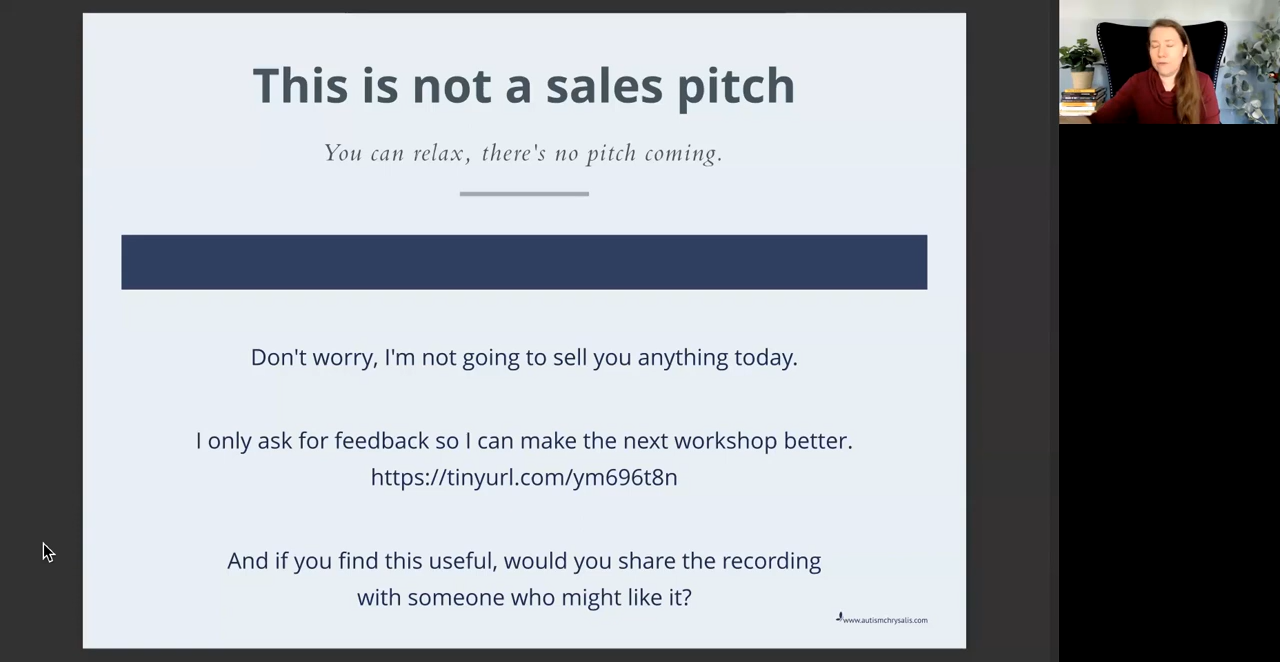 This is not a sales pitch
You can relax, there's no pitch coming.
Don't worry, I'm not going to sell you anything today.
I only ask for feedback so I can make the next workshop better.
https://tinyurl.com/ym696t8n
And if you find this useful, would you share the recording
with someone who might like it?
www.autismchrysalis.com